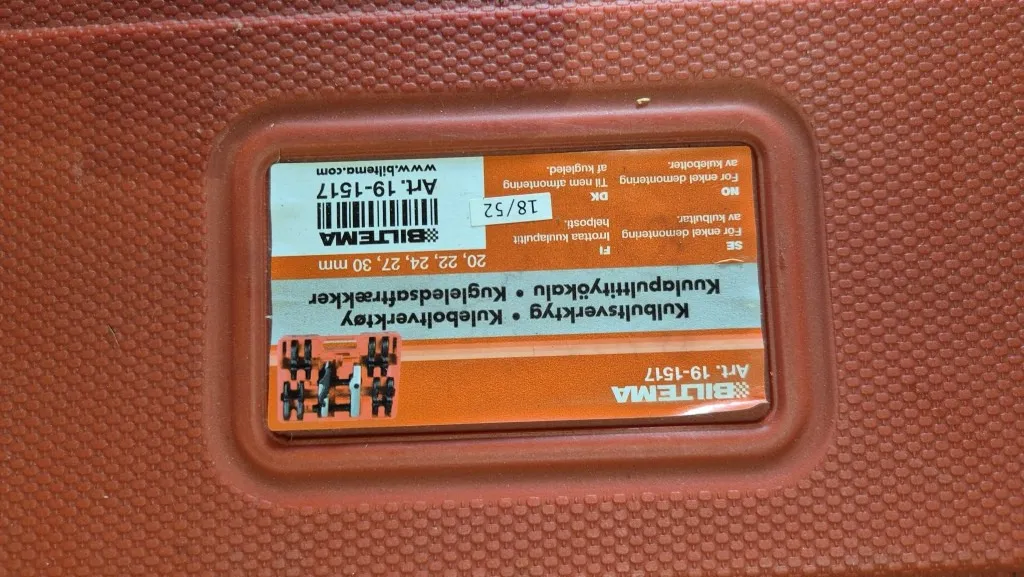 BILTEMA
Art. 19-1517
Kulbultsverktyg • Kuleboltverktøy
Kuulapulttityökalu • Kugleledsaftrækker
20, 22, 24, 27, 30 mm
SE
För enkel demontering
av kulbultar.
FI
Irrottaa kuulapultit
helposti.
NO
For enkel demontering
av kulebolter.
DK
Til nem afmontering
af kugleled.
18/52
BILTEMA
Art. 19-1517
www.biltema.com